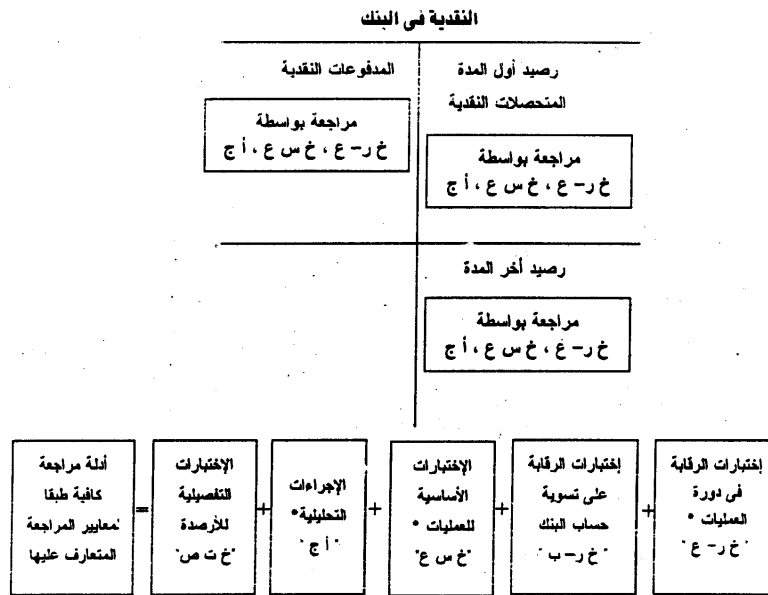 النقدية فى البنك
رصيد أول المدة
المتحصلات النقدية
مراجعة بواسطة
خ ر– ع ، خ س ع ، أ ج
المدفوعات النقدية
مراجعة بواسطة
خ ر– ع ، خ س ع ، أ ج
رصيد أخر المدة
مراجعة بواسطة
خ ر– غ ، خ س ع ، أ ج
إختبارات الرقابة
فى دورة
العمليات *
"خ ر– ع"
+
إختبارات الرقابة
على تسوية
حساب البنك
"خ ر– ب"
+
الإختبارات
الأساسية
للعمليات *
"خ س ع"
+
الإجراءات
التحليلية*
"أ ج"
+
الإختبارات
التفصيلية
للأرصدة
"خ ت ص"
=
أدلة مراجعة
كافية طبقا
لمعايير المراجعة
المتعارف عليها